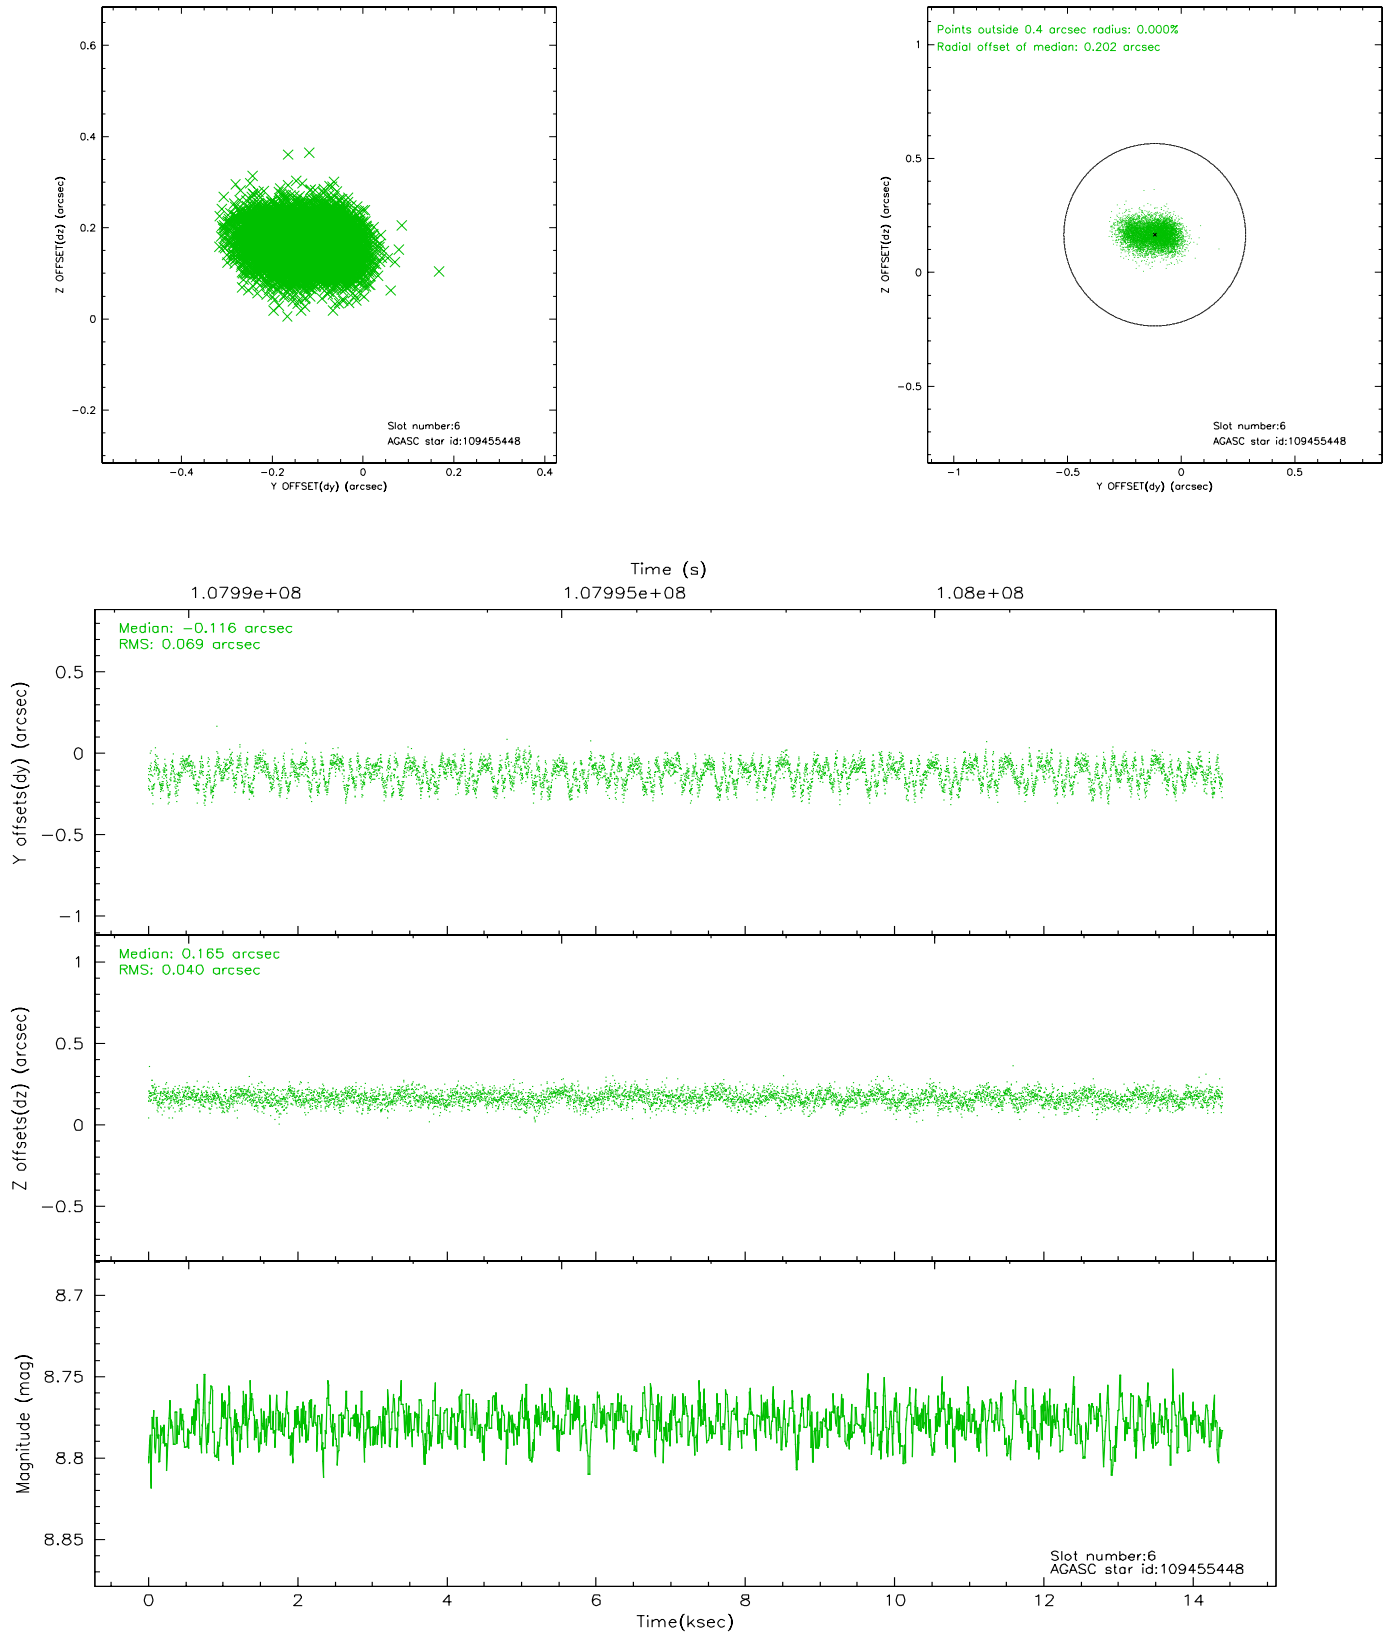 0.6
0.4
0.2
0
−0.2
Z OFFSET(dz) (arcsec)
Slot number:6
AGASC star id:109455448
−0.4 −0.2 0 0.2 0.4
Y OFFSET(dy) (arcsec)
Points outside 0.4 arcsec radius: 0.000%
Radial offset of median: 0.202 arcsec
1
0.5
0
−0.5
Z OFFSET(dz) (arcsec)
Slot number:6
AGASC star id:109455448
−1 −0.5 0 0.5
Y OFFSET(dy) (arcsec)
Time (s)
1.0799e+08 1.07995e+08 1.08e+08
Median: −0.116 arcsec
RMS: 0.069 arcsec
0.5
0
−0.5
−1
Y offsets(dy) (arcsec)
Median: 0.165 arcsec
RMS: 0.040 arcsec
1
0.5
0
−0.5
Z offsets(dz) (arcsec)
8.7
8.75
8.8
8.85
Magnitude (mag)
Slot number:6
AGASC star id:109455448
0 2 4 6 8 10 12 14
Time(ksec)